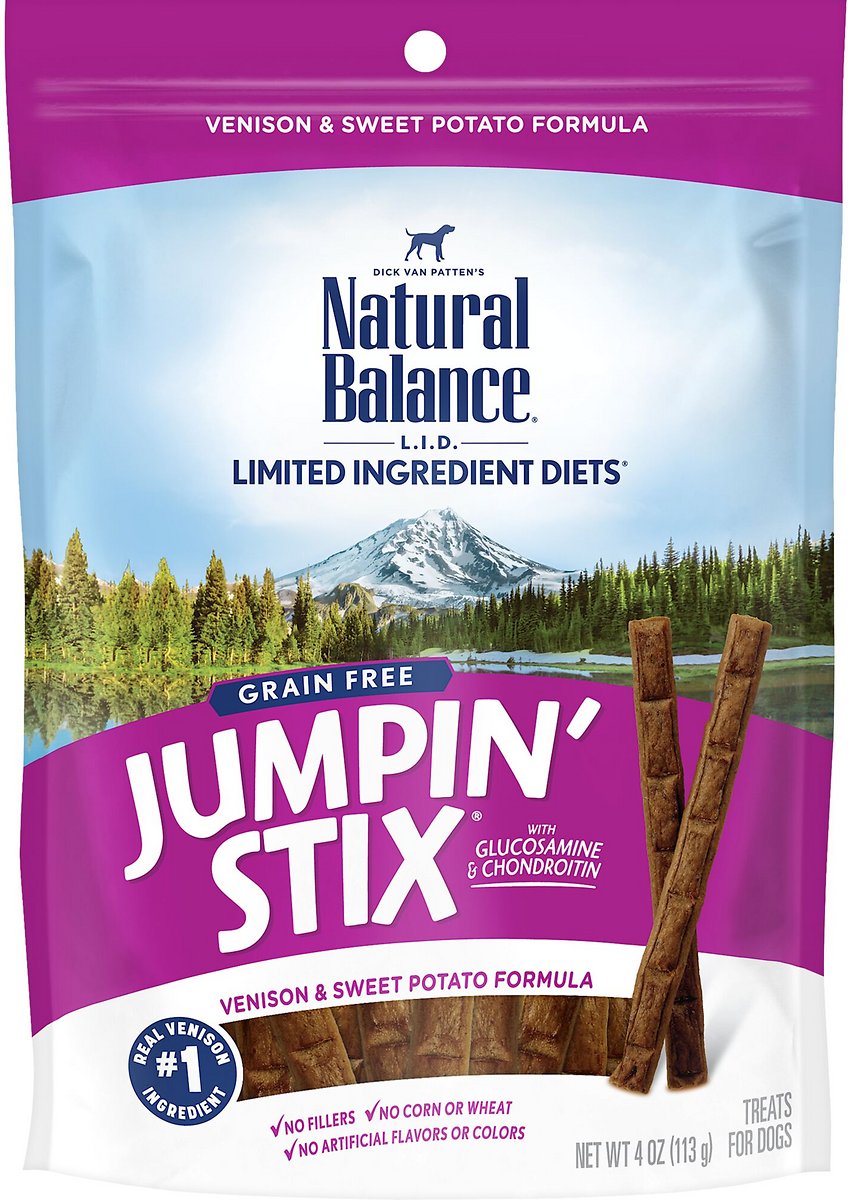 VENISON & SWEET POTATO FORMULA
DICK VAN PATTEN'S
Natural
Balance®
L.I.D.
LIMITED INGREDIENT DIETS®
GRAIN FREE
JUMPIN'
STIX®
WITH
GLUCOSAMINE
& CHONDROITIN
VENISON & SWEET POTATO FORMULA
REAL VENISON
#1
INGREDIENT
✓NO FILLERS ✓NO CORN OR WHEAT
✓NO ARTIFICIAL FLAVORS OR COLORS
TREATS
FOR DOGS
NET WT 4 OZ (113 g)